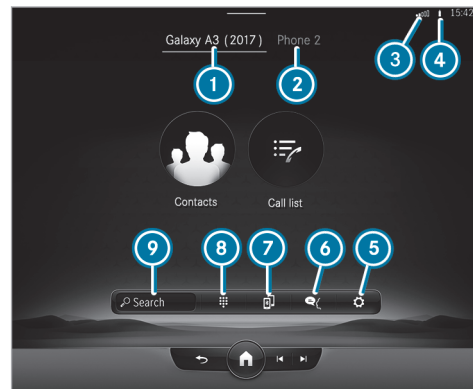 15:42
Galaxy A3 (2017) Phone 2
3 4
1 2
Contacts Call list
9 8 7 6 5
Search